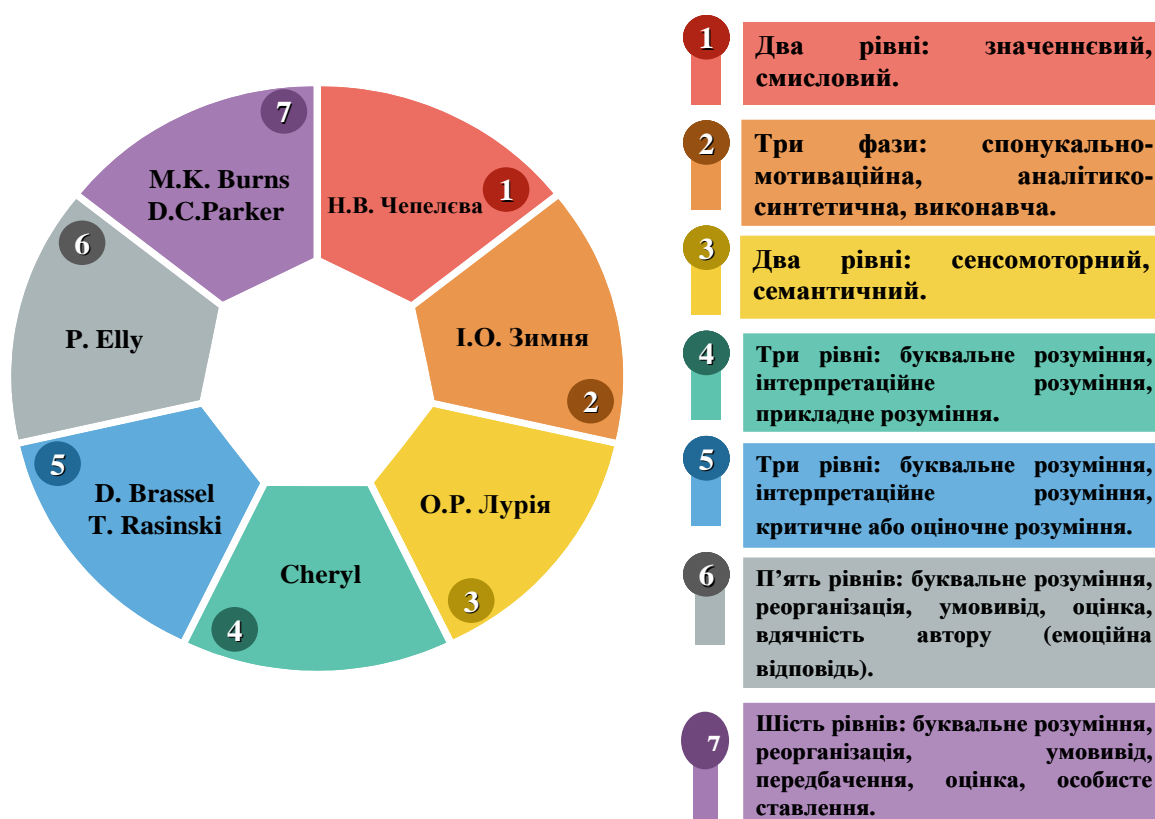 7
M.K. Burns
D.C.Parker
1
Н.В. Чепелєва
6
P. Elly
І.О. Зимня
2
5
D. Brassel
T. Rasinski
О.Р. Лурія
3
Cheryl
4
1
Два рівні: значеннєвий,
смисловий.
2
Три фази: спонукально-
мотиваційна, аналітико-
синтетична, виконавча.
3
Два рівні: сенсомоторний,
семантичний.
4
Три рівні: буквальне розуміння,
інтерпретаційне розуміння,
прикладне розуміння.
5
Три рівні: буквальне розуміння,
інтерпретаційне розуміння,
критичне або оціночне розуміння.
6
П’ять рівнів: буквальне розуміння,
реорганізація, умовивід, оцінка,
вдячність автору (емоційна
відповідь).
7
Шість рівнів: буквальне розуміння,
реорганізація, умовивід,
передбачення, оцінка, особисте
ставлення.